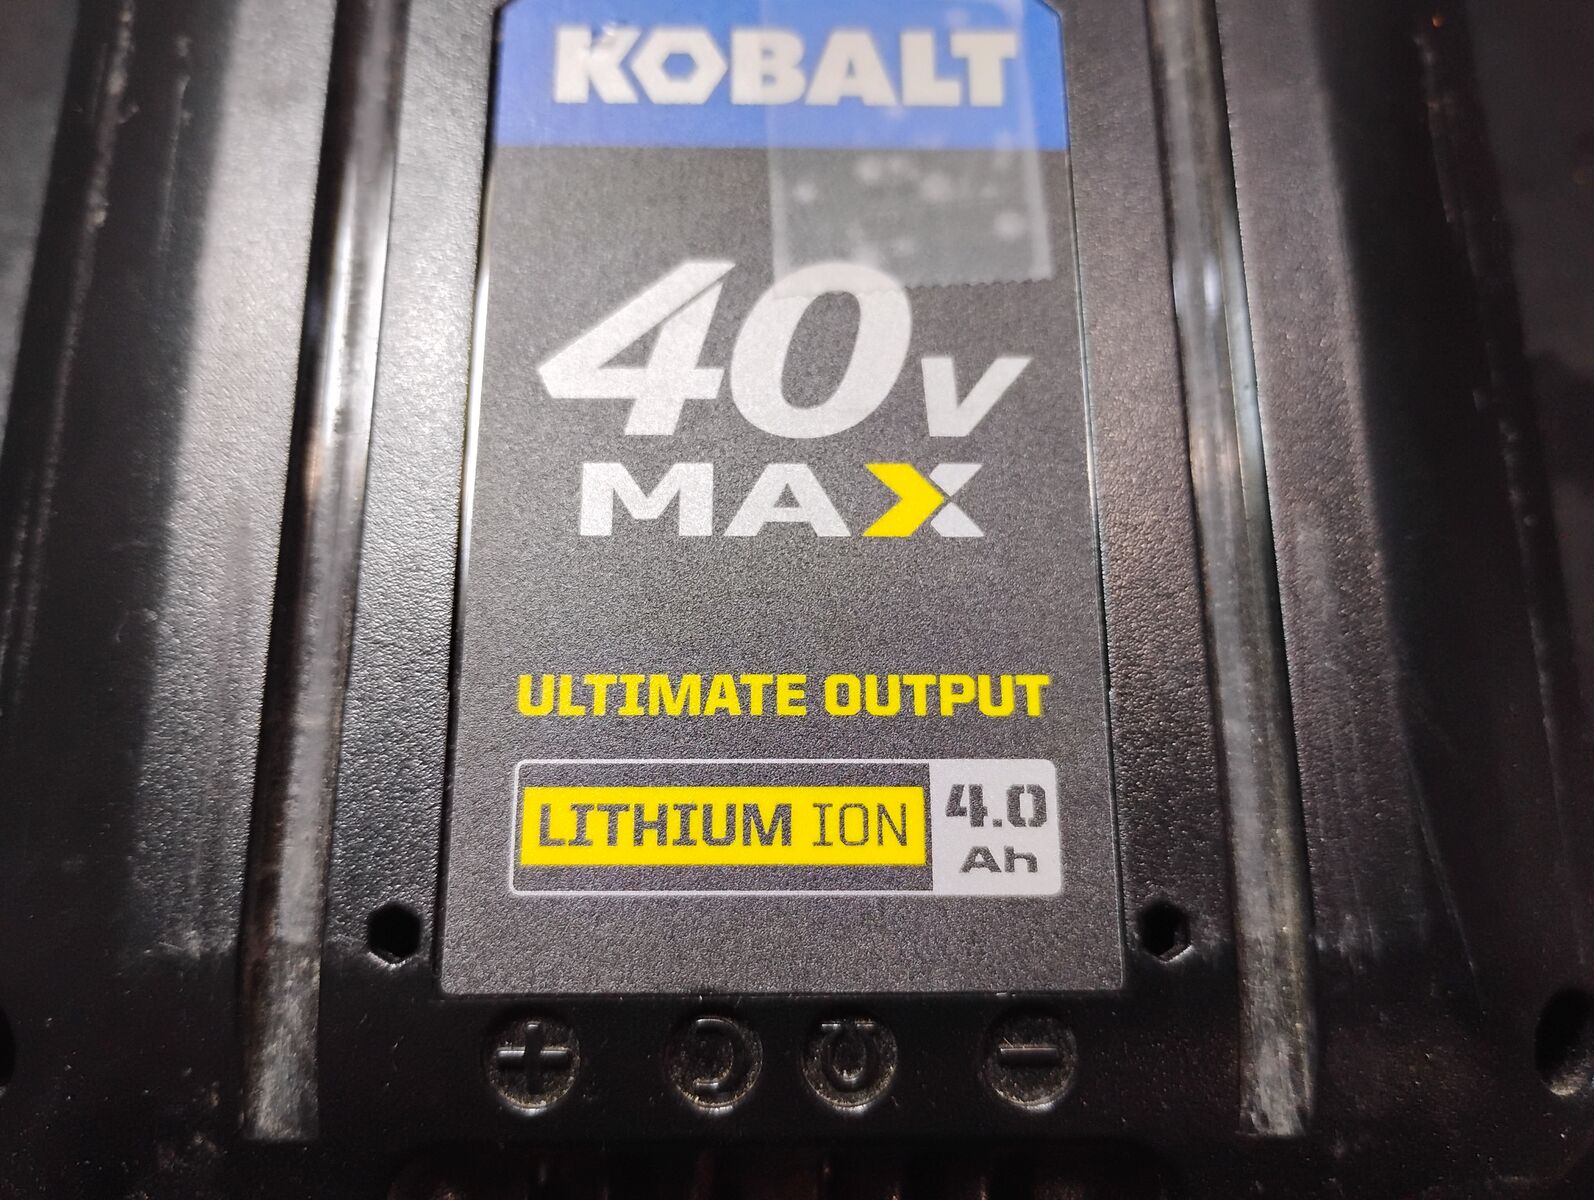 KOBALT
40V
MAX
ULTIMATE OUTPUT
LITHIUM ION 4.0 Ah
+ C Ω −